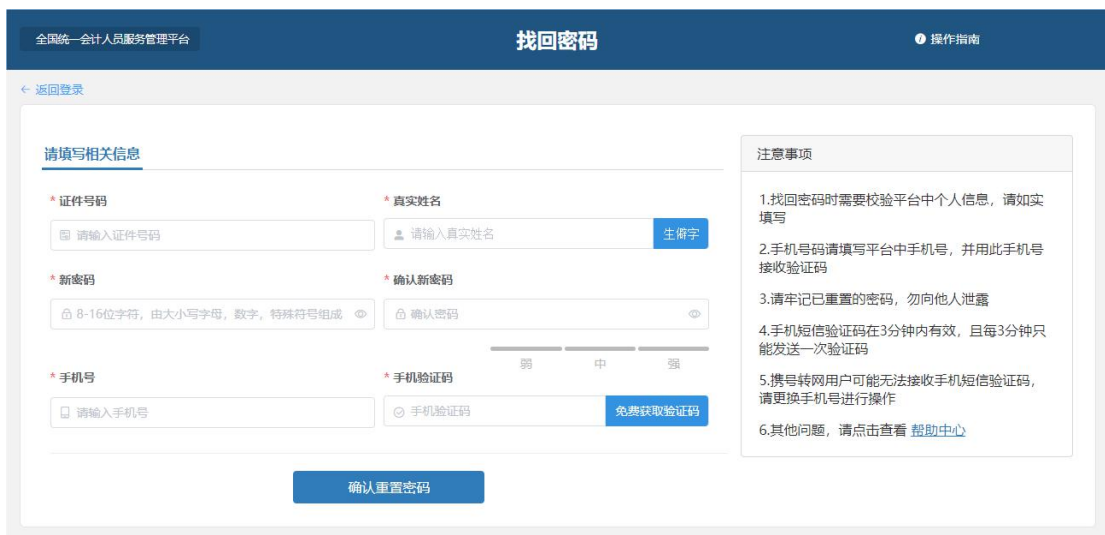 全国统一会计人员服务管理平台
找回密码
操作指南
← 返回登录
请填写相关信息
* 证件号码
请输入证件号码
* 真实姓名
请输入真实姓名
生僻字
* 新密码
8-16位字符，由大小写字母，数字，特殊符号组成
* 确认新密码
确认密码
弱 中 强
* 手机号
请输入手机号
* 手机验证码
手机验证码
免费获取验证码
确认重置密码
注意事项
1.找回密码时需要校验平台中个人信息，请如实
填写
2.手机号码请填写平台中手机号，并用此手机号
接收验证码
3.请牢记已重置的密码，勿向他人泄露
4.手机短信验证码在3分钟内有效，且每3分钟只
能发送一次验证码
5.携号转网用户可能无法接收手机短信验证码，
请更换手机号进行操作
6.其他问题，请点击查看 帮助中心